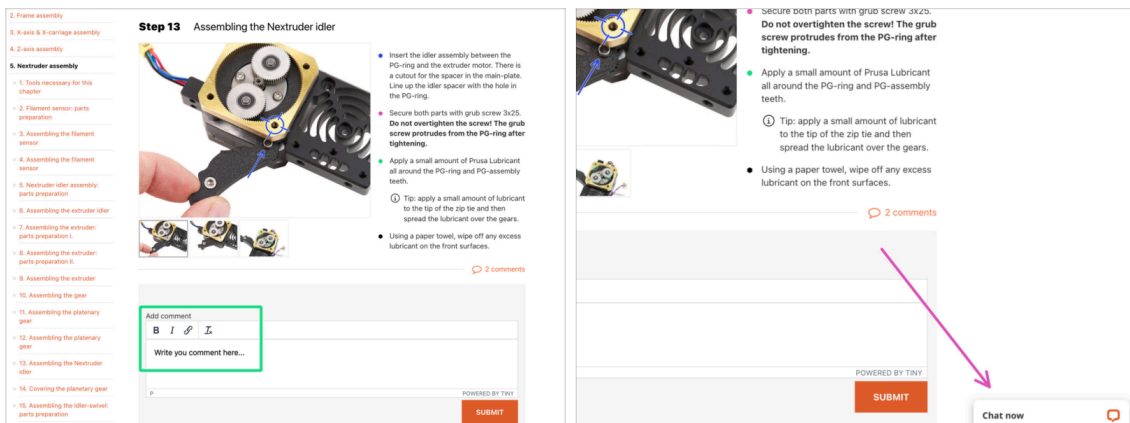 2. Frame assembly
3. X-axis & X-carriage assembly
4. Z-axis assembly
5. Nextruder assembly
1. Tools necessary for this
chapter
2. Filament sensor: parts
preparation
3. Assembling the filament
sensor
4. Assembling the filament
sensor
5. Nextruder idler assembly:
parts preparation
6. Assembling the extruder idler
7. Assembling the extruder:
parts preparation I.
8. Assembling the extruder:
parts preparation II.
9. Assembling the extruder
10. Assembling the gear
11. Assembling the platenary
gear
12. Assembling the platenary
gear
13. Assembling the Nextruder
idler
14. Covering the planetary gear
15. Assembling the Idler-swivel:
parts preparation
Step 13 Assembling the Nextruder idler
Insert the idler assembly between the
PG-ring and the extruder motor. There is
a cutout for the spacer in the main-plate.
Line up the idler spacer with the hole in
the PG-ring.
Secure both parts with grub screw 3x25.
Do not overtighten the screw! The grub
screw protrudes from the PG-ring after
tightening.
Apply a small amount of Prusa Lubricant
all around the PG-ring and PG-assembly
teeth.
Tip: apply a small amount of lubricant
to the tip of the zip tie and then
spread the lubricant over the gears.
Using a paper towel, wipe off any excess
lubricant on the front surfaces.
2 comments
Add comment
B I
Write you comment here...
P POWERED BY TINY
SUBMIT
Secure both parts with grub screw 3x25.
Do not overtighten the screw! The grub
screw protrudes from the PG-ring after
tightening.
Apply a small amount of Prusa Lubricant
all around the PG-ring and PG-assembly
teeth.
Tip: apply a small amount of lubricant
to the tip of the zip tie and then
spread the lubricant over the gears.
Using a paper towel, wipe off any excess
lubricant on the front surfaces.
2 comments
POWERED BY TINY
SUBMIT
Chat now